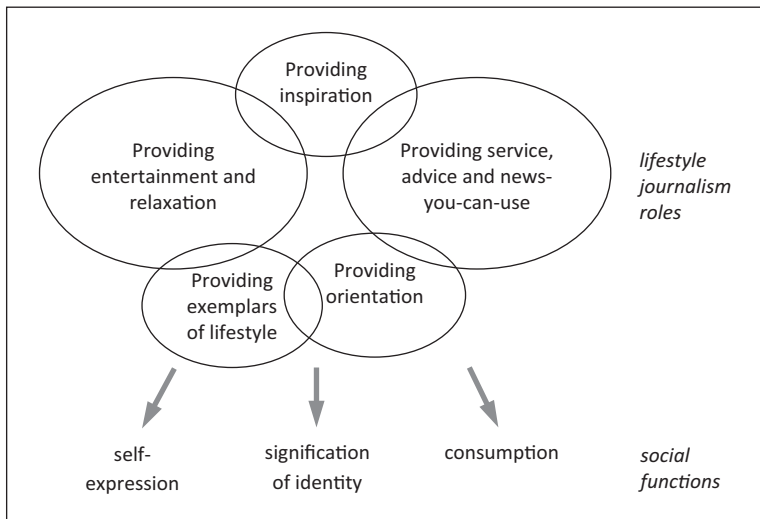 Providing
inspiration
Providing
entertainment and
relaxation
Providing service,
advice and news-
you-can-use
lifestyle
journalism
roles
Providing
exemplars
of lifestyle
Providing
orientation
self-
expression
signification
of identity
consumption
social
functions